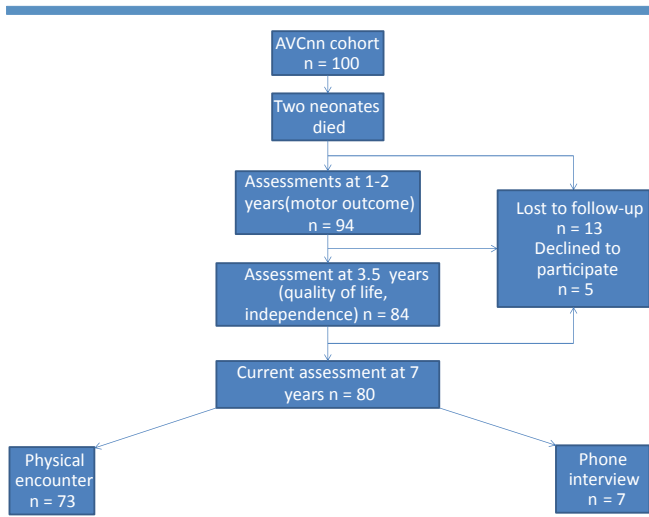 AVCnn cohort
n = 100
Two neonates
died
Assessments at 1-2
years(motor outcome)
n = 94
Lost to follow-up
n = 13
Declined to
participate
n = 5
Assessment at 3.5 years
(quality of life,
independence) n = 84
Current assessment at 7
years n = 80
Physical
encounter
n = 73
Phone
interview
n = 7